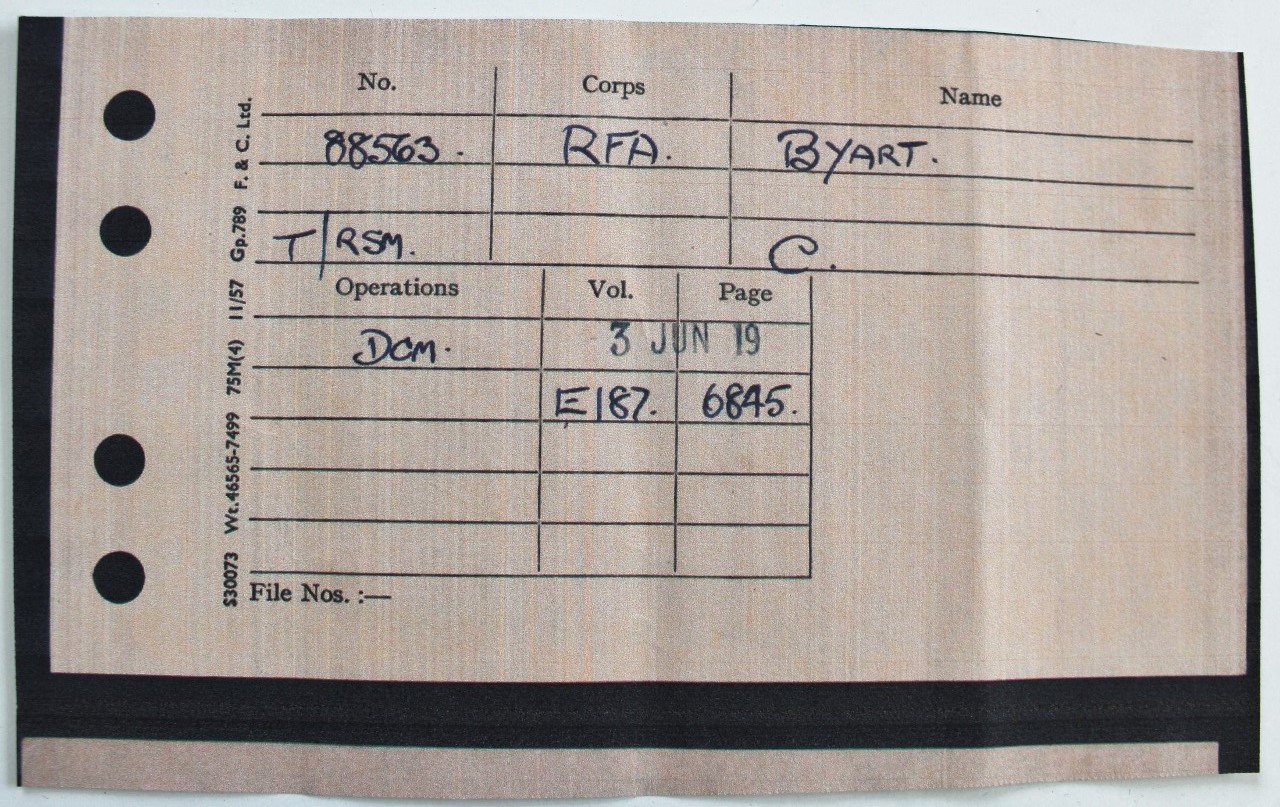 No. Corps Name
88563. RFA. BYART.
T/RSM. C.
Operations Vol. Page
DCM. 3 JUN 19
E187. 6845.
File Nos. :—
S30073 Wt.46565-7499 75M(4) 11/57 Gp.789 F. & C. Ltd.